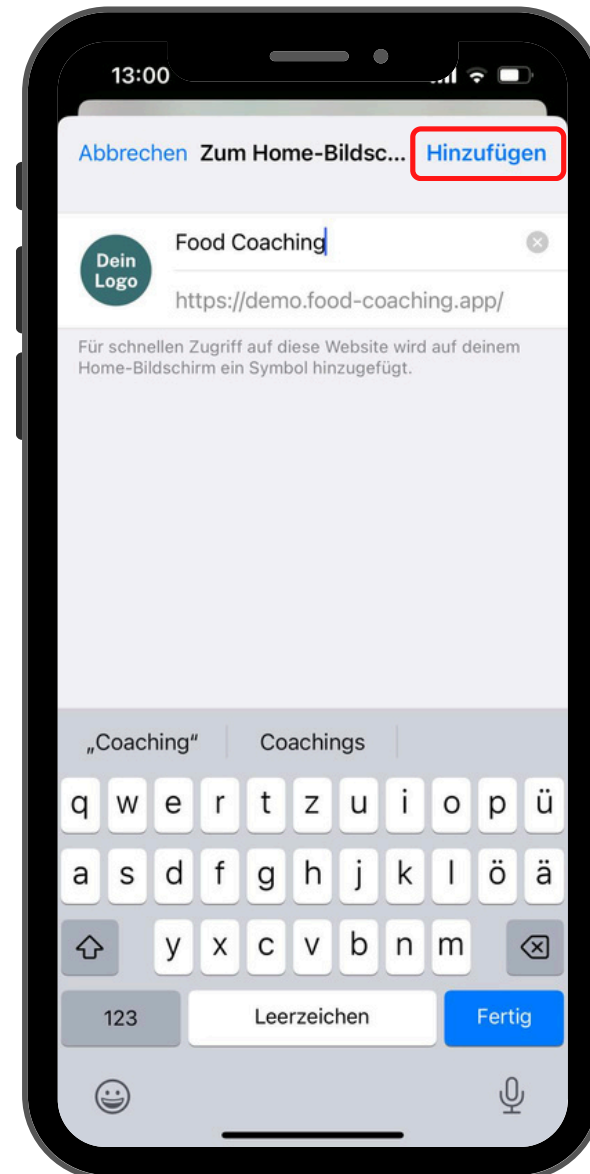 13:00
Abbrechen Zum Home-Bildsc... Hinzufügen
Food Coaching
Dein
Logo
https://demo.food-coaching.app/
Für schnellen Zugriff auf diese Website wird auf deinem
Home-Bildschirm ein Symbol hinzugefügt.
„Coaching“ Coachings
q w e r t z u i o p ü
a s d f g h j k l ö ä
y x c v b n m
123 Leerzeichen Fertig